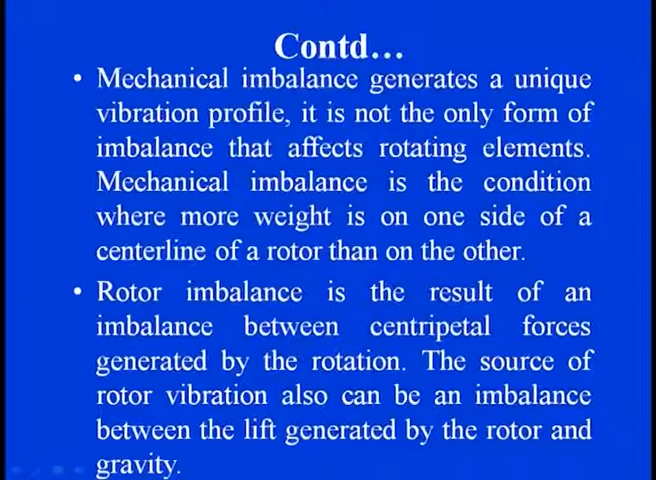 Contd…
• Mechanical imbalance generates a unique
vibration profile, it is not the only form of
imbalance that affects rotating elements.
Mechanical imbalance is the condition
where more weight is on one side of a
centerline of a rotor than on the other.
• Rotor imbalance is the result of an
imbalance between centripetal forces
generated by the rotation. The source of
rotor vibration also can be an imbalance
between the lift generated by the rotor and
gravity.